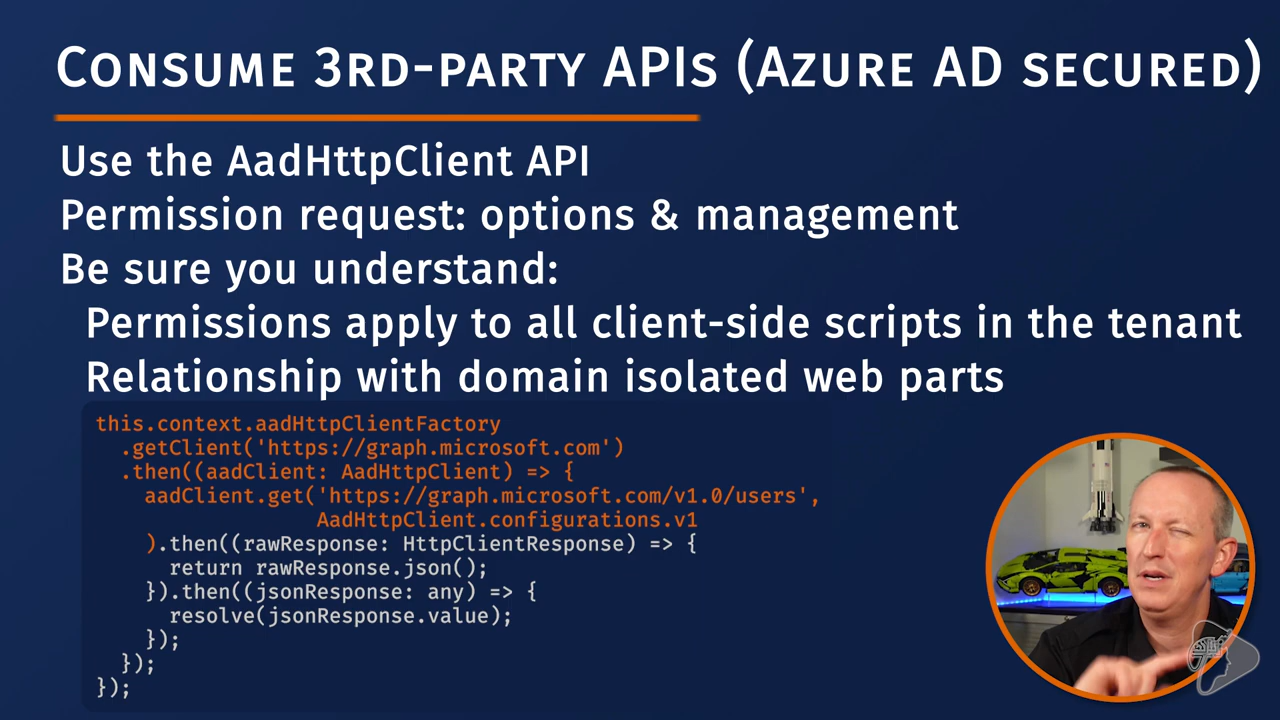 Consume 3rd-party APIs (Azure AD secured)
Use the AadHttpClient API
Permission request: options & management
Be sure you understand:
Permissions apply to all client-side scripts in the tenant
Relationship with domain isolated web parts
this.context.aadHttpClientFactory
.getClient('https://graph.microsoft.com')
.then((aadClient: AadHttpClient) => {
aadClient.get('https://graph.microsoft.com/v1.0/users',
AadHttpClient.configurations.v1
).then((rawResponse: HttpClientResponse) => {
return rawResponse.json();
}).then((jsonResponse: any) => {
resolve(jsonResponse.value);
});
});
});